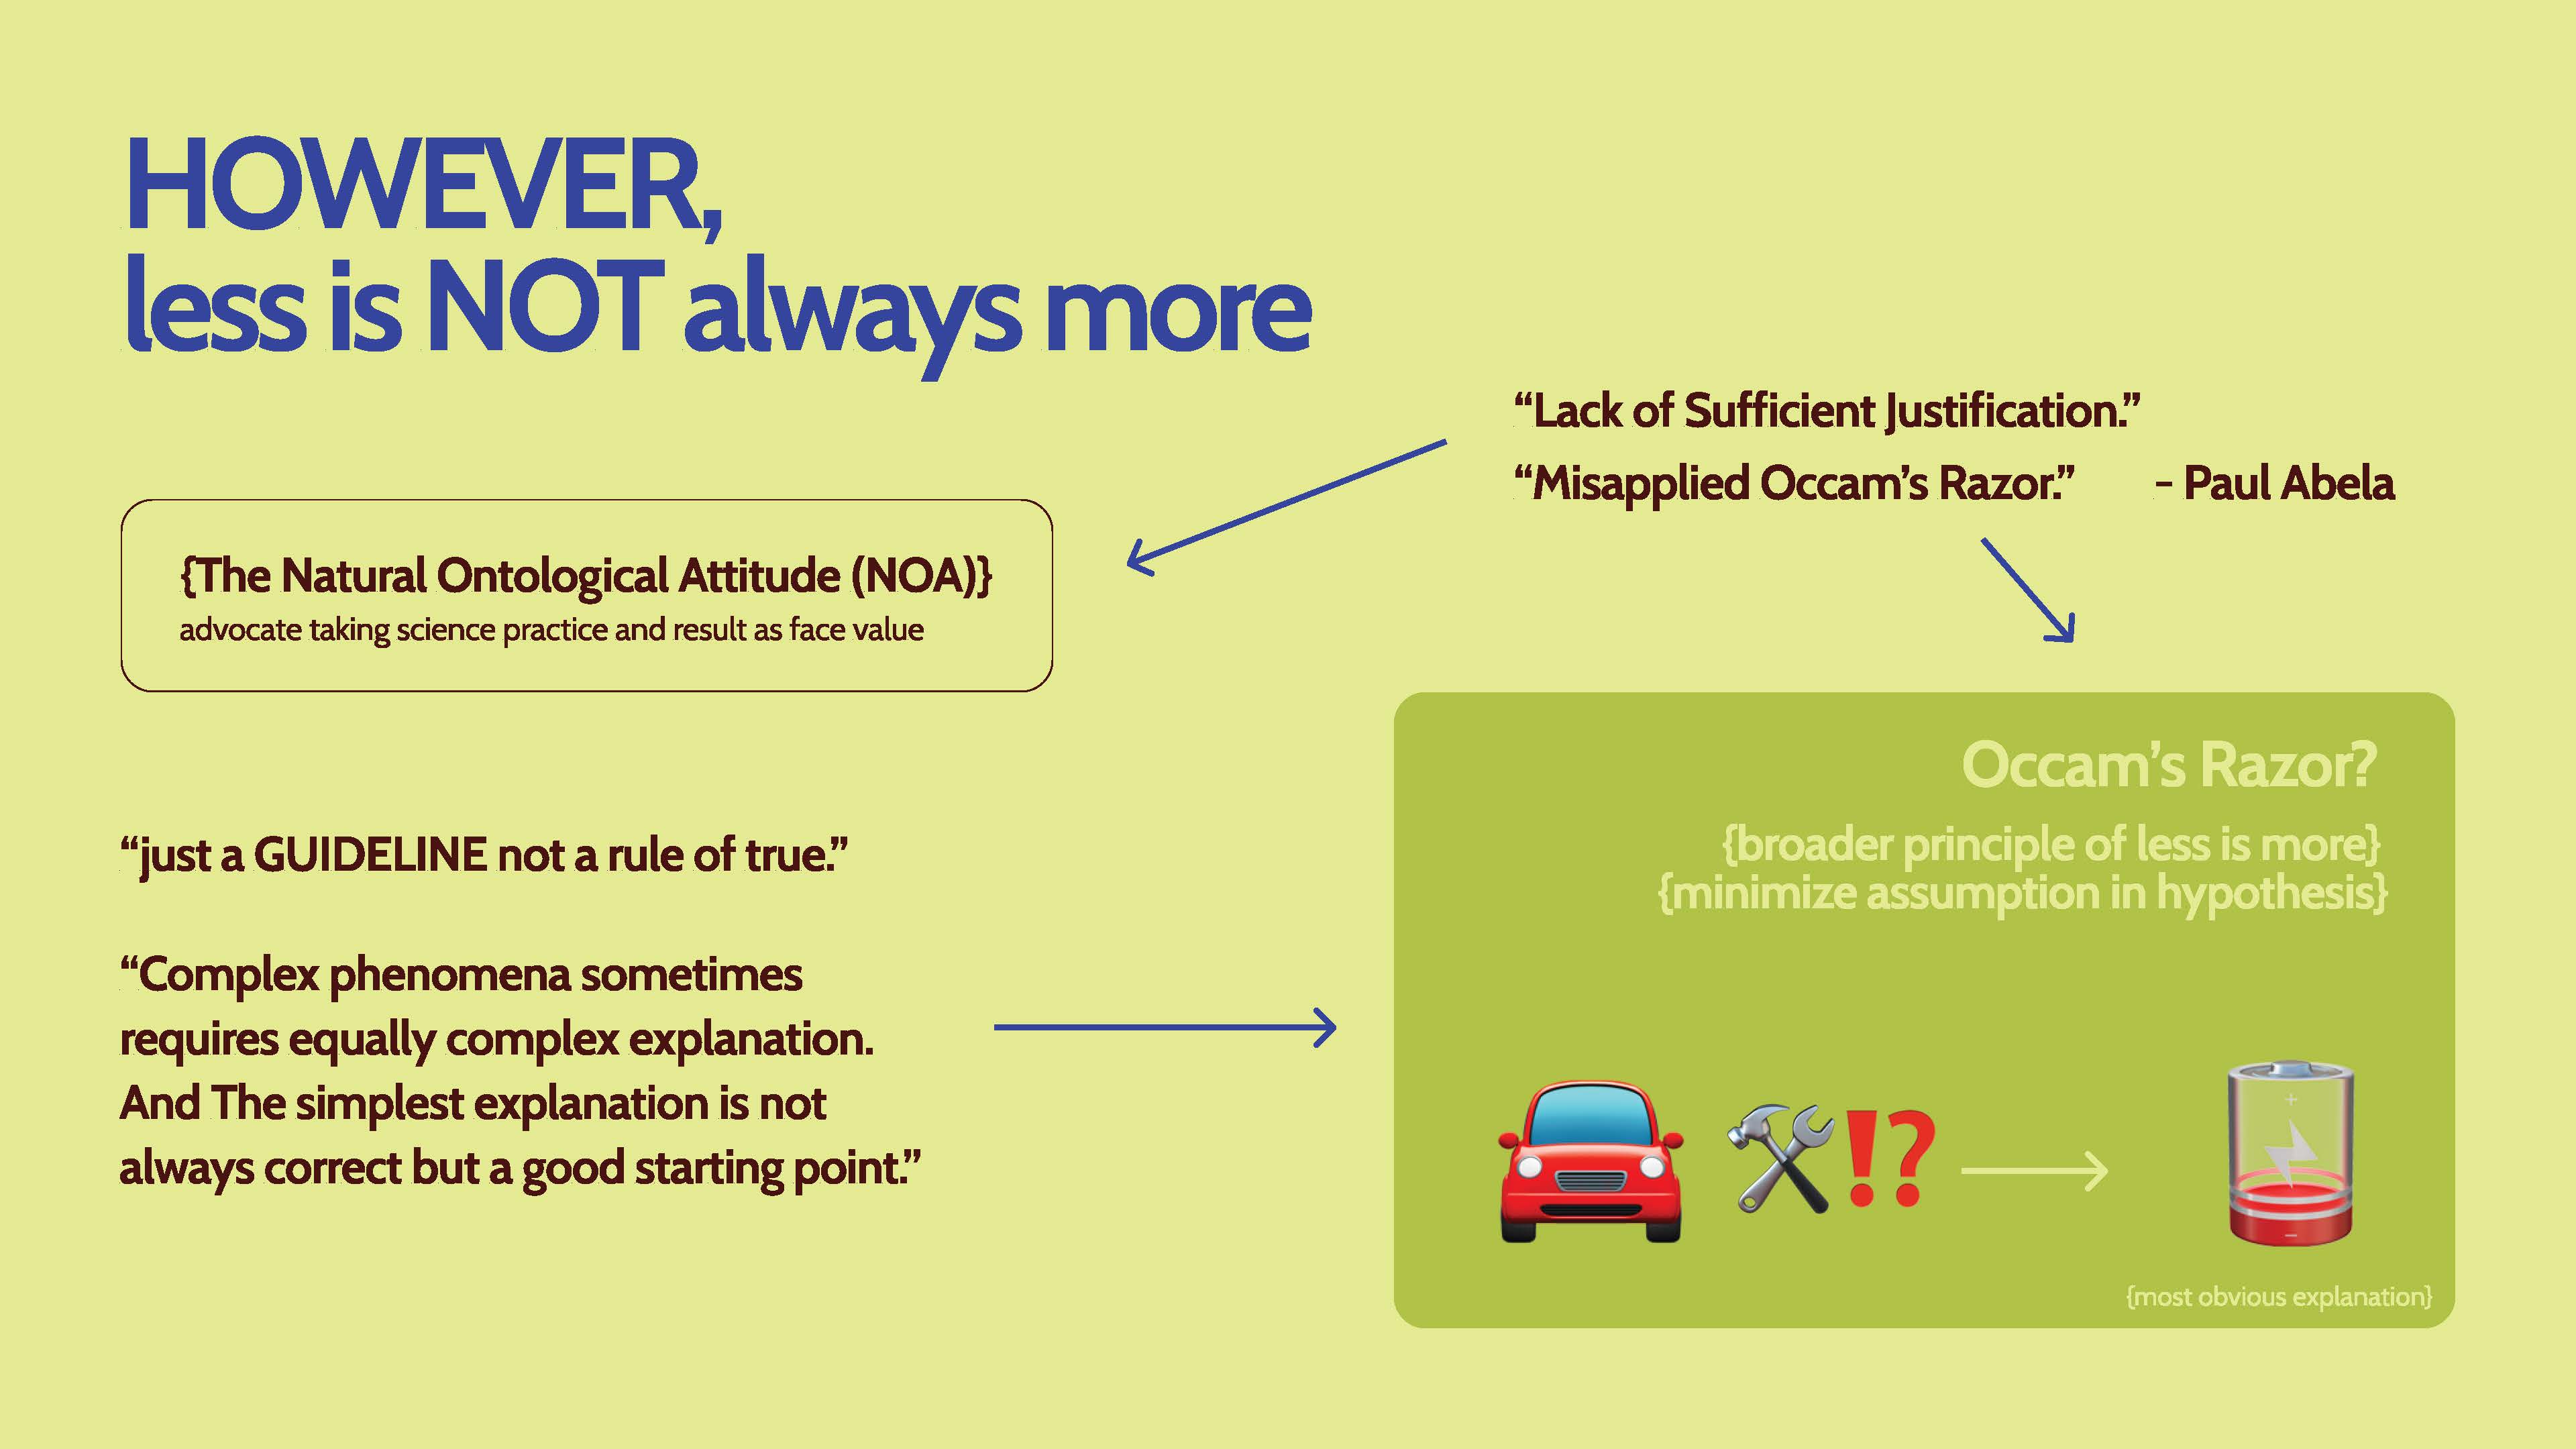 HOWEVER,
less is NOT always more
“Lack of Sufficient Justification.”
“Misapplied Occam’s Razor.” - Paul Abela
{The Natural Ontological Attitude (NOA)}
advocate taking science practice and result as face value
“just a GUIDELINE not a rule of true.”
“Complex phenomena sometimes
requires equally complex explanation.
And The simplest explanation is not
always correct but a good starting point.”
Occam’s Razor?
{broader principle of less is more}
{minimize assumption in hypothesis}
{most obvious explanation}